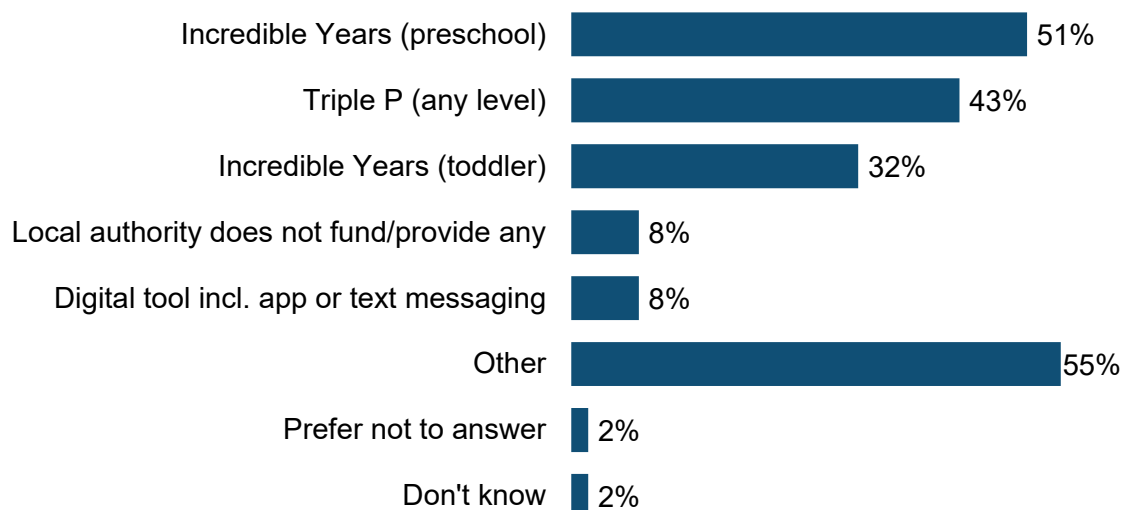 Incredible Years (preschool) 51%
Triple P (any level) 43%
Incredible Years (toddler) 32%
Local authority does not fund/provide any 8%
Digital tool incl. app or text messaging 8%
Other 55%
Prefer not to answer 2%
Don't know 2%